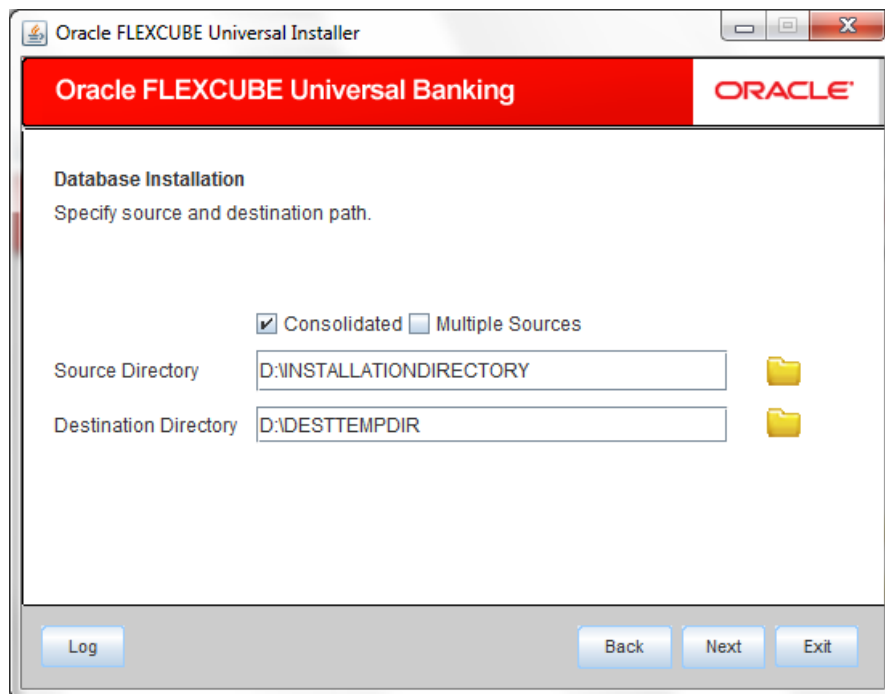 Oracle FLEXCUBE Universal Installer
Oracle FLEXCUBE Universal Banking
ORACLE®
Database Installation
Specify source and destination path.
Consolidated Multiple Sources
Source Directory D:\INSTALLATIONDIRECTORY
Destination Directory D:\DESTTEMPDIR
Log Back Next Exit